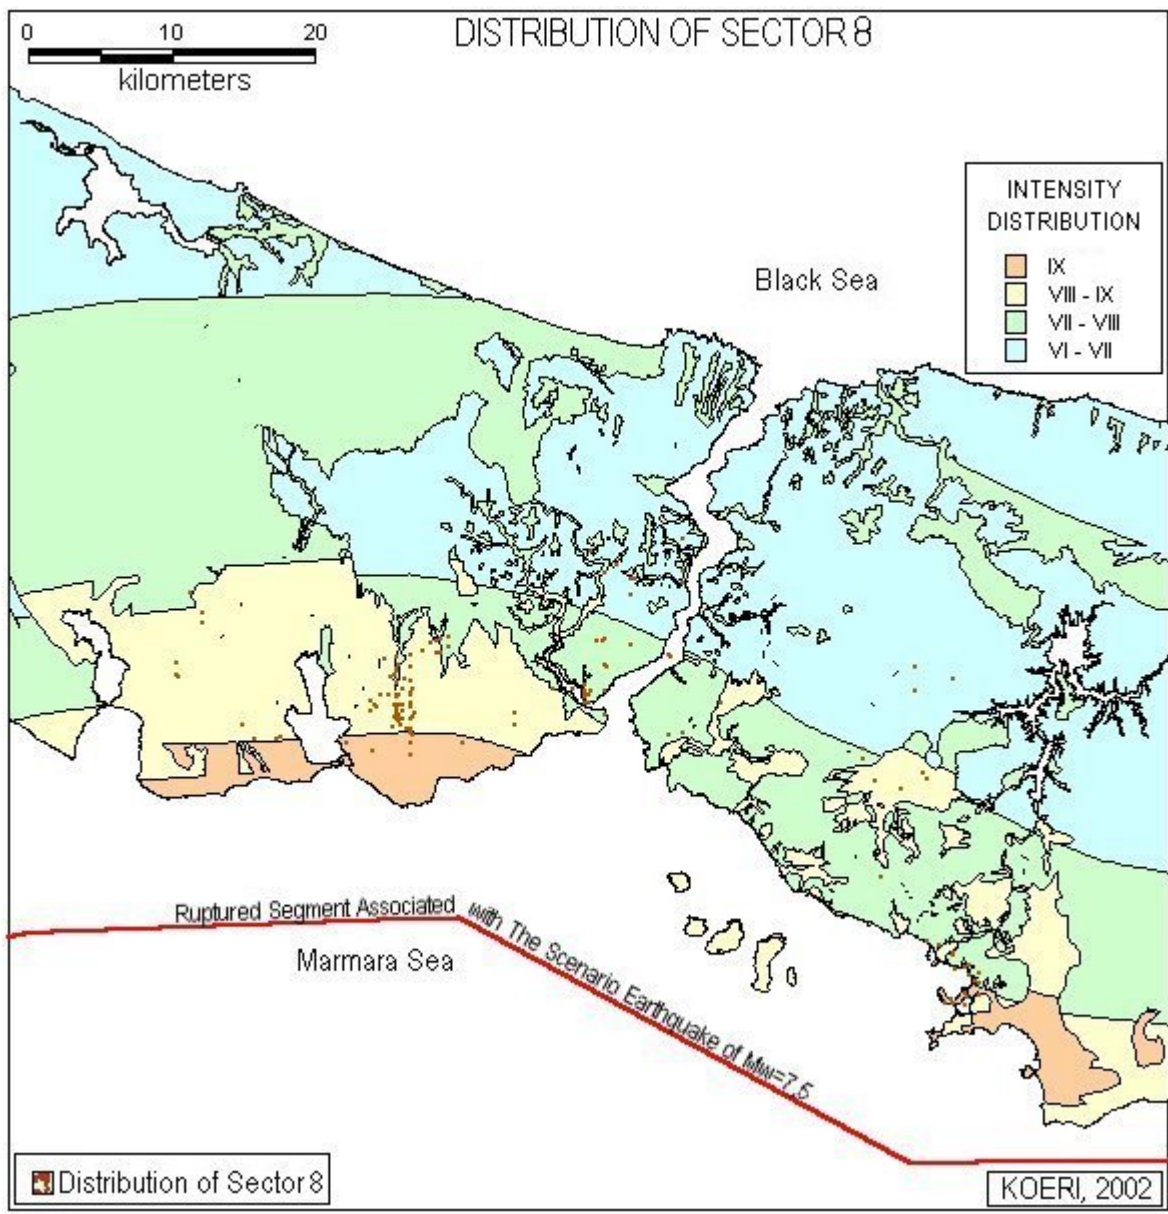 0 10 20
kilometers
DISTRIBUTION OF SECTOR 8
INTENSITY
DISTRIBUTION
IX
VIII - IX
VII - VIII
VI - VII
Black Sea
Ruptured Segment Associated with The Scenario Earthquake of Mw=7.5
Marmara Sea
Distribution of Sector 8
KOERI, 2002